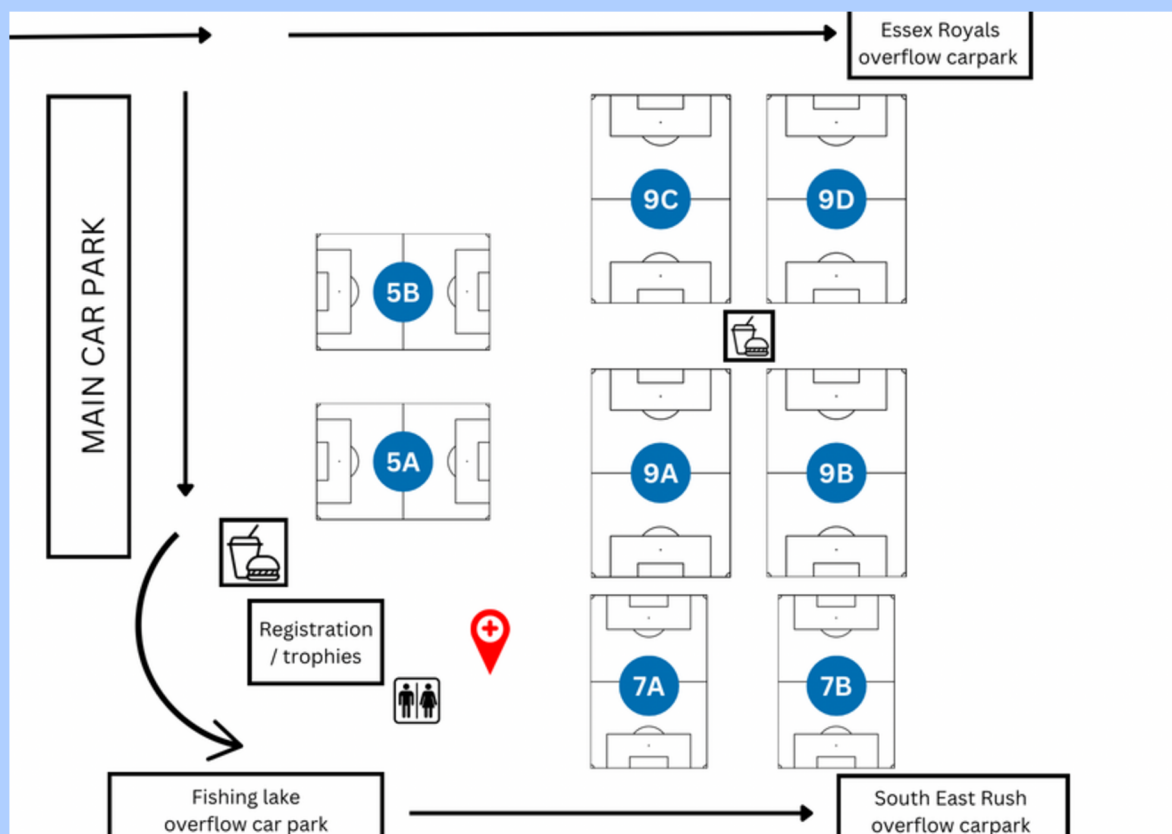 Essex Royals
overflow carpark
MAIN CAR PARK
9C
9D
5B
5A
9A
9B
Registration
/ trophies
7A
7B
Fishing lake
overflow car park
South East Rush
overflow carpark